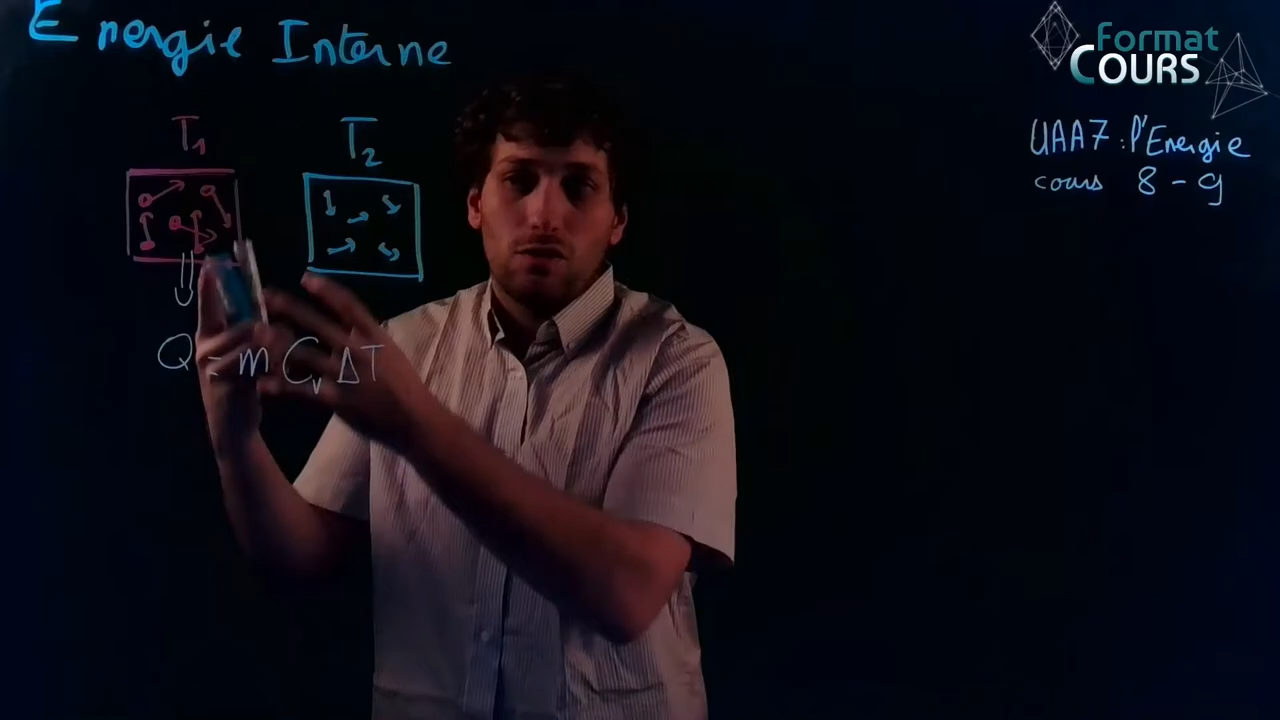 Energie Interne
Format
COURS
UAA7 : l'Energie
cours 8 - 9
T1 T2
Q = m Cv ΔT